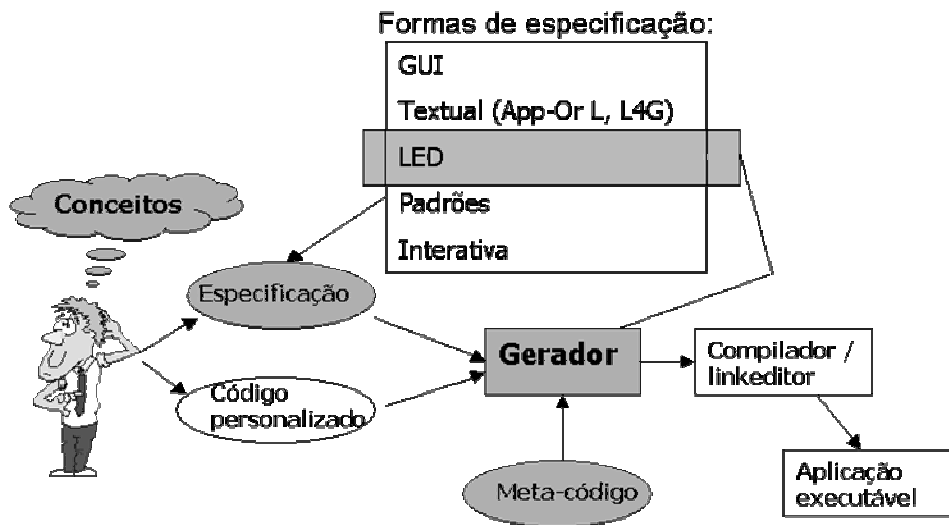 Formas de especificação:
GUI
Textual (App-Or L, L4G)
LED
Padrões
Interativa
Conceitos
Especificação
Código
personalizado
Gerador
Compilador /
linkeditor
Meta-código
Aplicação
executável